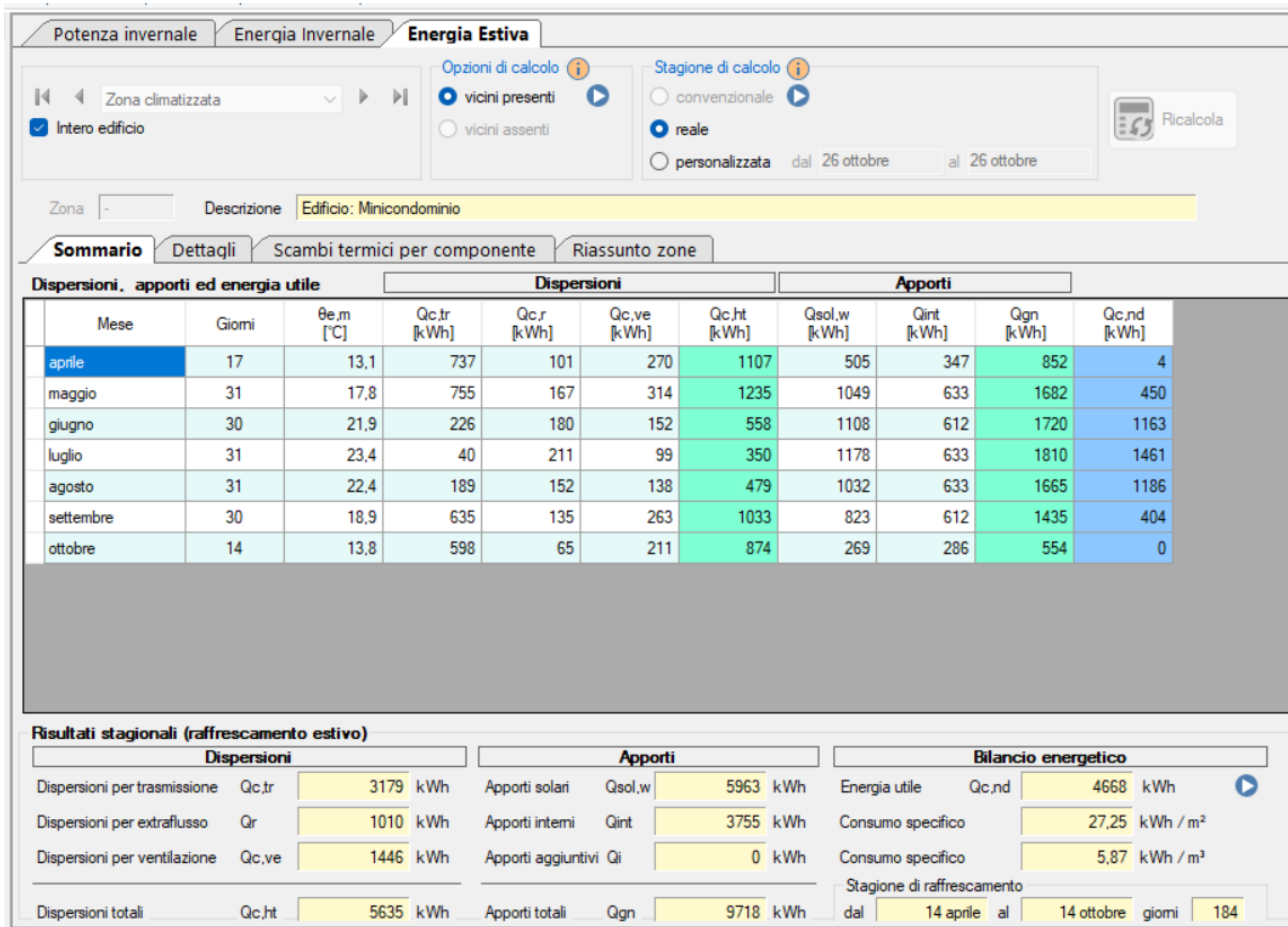 Potenza invernale Energia Invernale Energia Estiva
Opzioni di calcolo i Stagione di calcolo i
Zona climatizzata vicini presenti convenzionale
Intero edificio vicini assenti reale Ricalcola
personalizzata dal 26 ottobre al 26 ottobre
Zona - Descrizione Edificio: Minicondominio
Sommario Dettagli Scambi termici per componente Riassunto zone
Dispersioni, apporti ed energia utile Dispersioni Apporti
Mese Giorni θe,m [°C] Qc,tr [kWh] Qc,r [kWh] Qc,ve [kWh] Qc,ht [kWh] Qsol,w [kWh] Qint [kWh] Qgn [kWh] Qc,nd [kWh]
aprile 17 13,1 737 101 270 1107 505 347 852 4
maggio 31 17,8 755 167 314 1235 1049 633 1682 450
giugno 30 21,9 226 180 152 558 1108 612 1720 1163
luglio 31 23,4 40 211 99 350 1178 633 1810 1461
agosto 31 22,4 189 152 138 479 1032 633 1665 1186
settembre 30 18,9 635 135 263 1033 823 612 1435 404
ottobre 14 13,8 598 65 211 874 269 286 554 0
Risultati stagionali (raffrescamento estivo)
Dispersioni Apporti Bilancio energetico
Dispersioni per trasmissione Qc,tr 3179 kWh Apporti solari Qsol,w 5963 kWh Energia utile Qc,nd 4668 kWh
Dispersioni per extraflusso Qr 1010 kWh Apporti interni Qint 3755 kWh Consumo specifico 27,25 kWh / m²
Dispersioni per ventilazione Qc,ve 1446 kWh Apporti aggiuntivi Qi 0 kWh Consumo specifico 5,87 kWh / m³
Stagione di raffrescamento
Dispersioni totali Qc,ht 5635 kWh Apporti totali Qgn 9718 kWh dal 14 aprile al 14 ottobre giorni 184